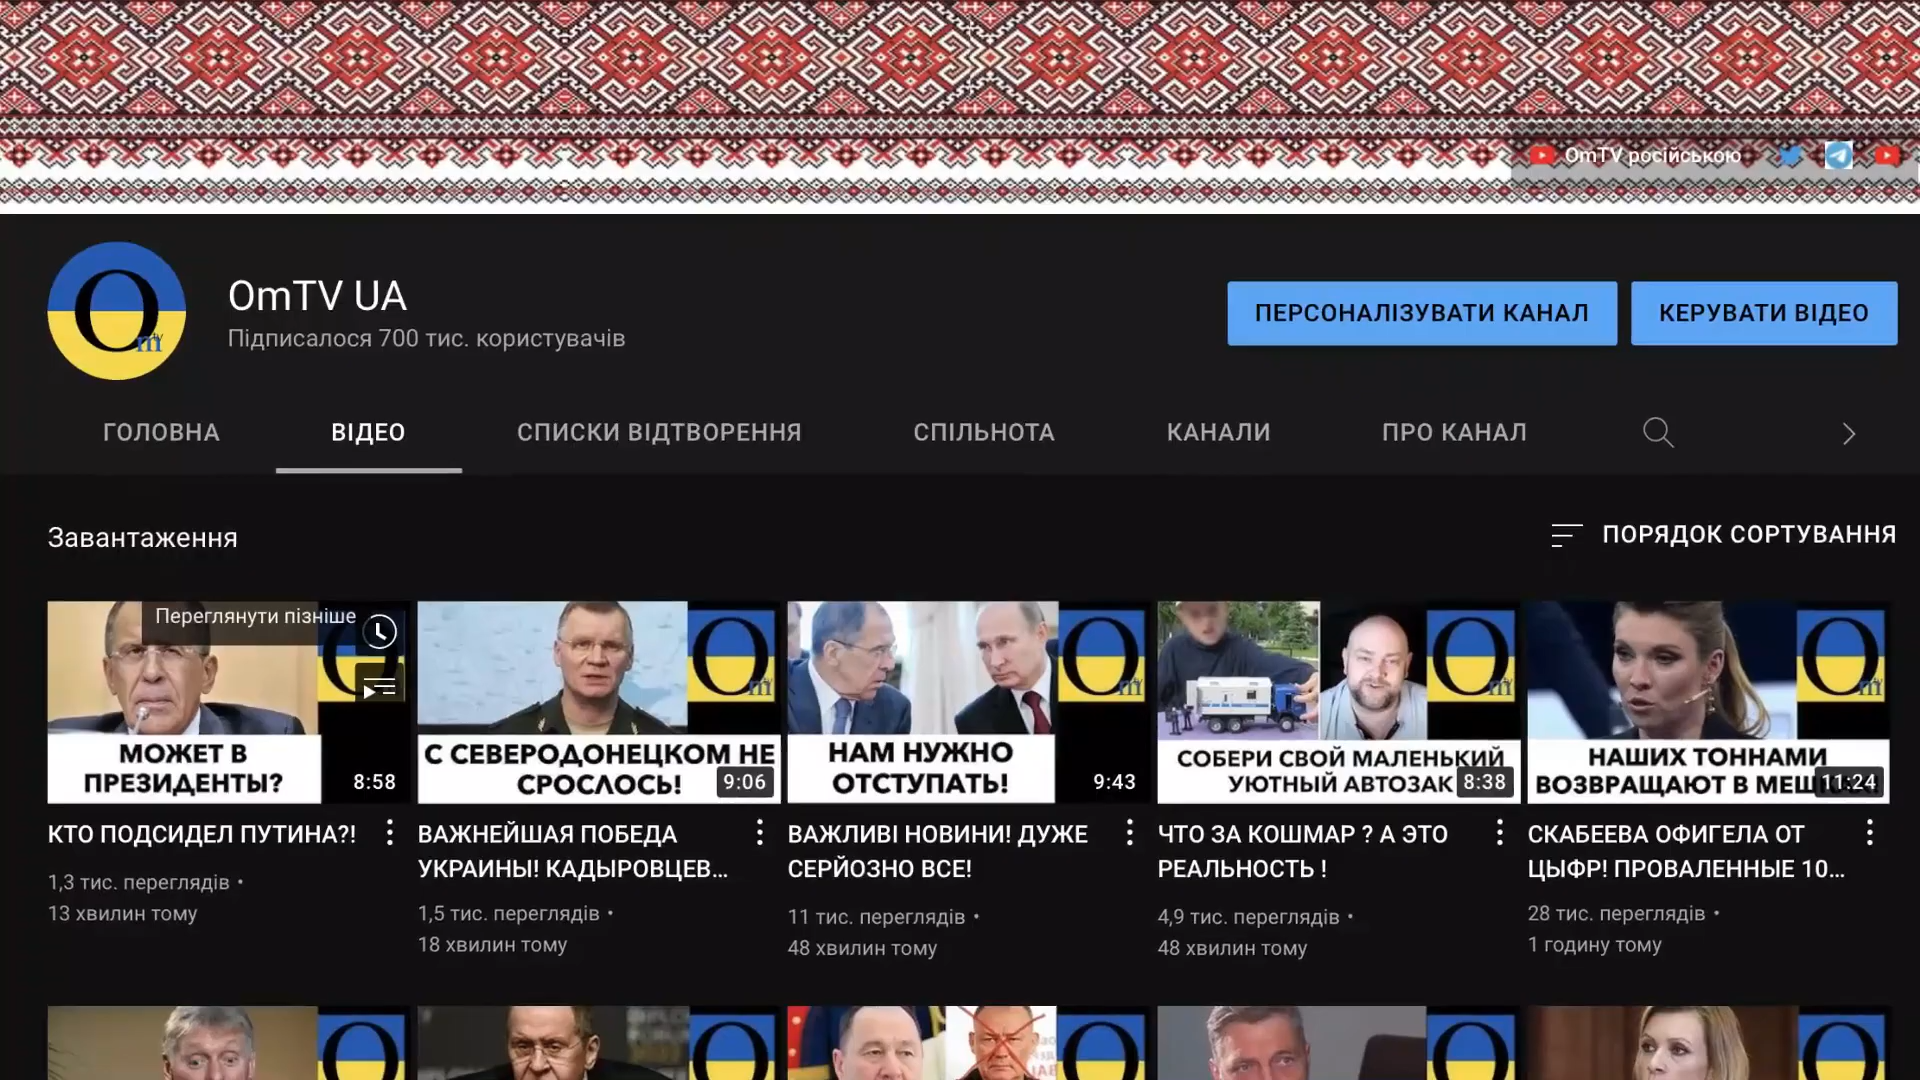 OmTV російською
OmTV UA
Підписалося 700 тис. користувачів
ПЕРСОНАЛІЗУВАТИ КАНАЛ
КЕРУВАТИ ВІДЕО
ГОЛОВНА
ВІДЕО
СПИСКИ ВІДТВОРЕННЯ
СПІЛЬНОТА
КАНАЛИ
ПРО КАНАЛ
Завантаження
ПОРЯДОК СОРТУВАННЯ
Переглянути пізніше
МОЖЕТ В
ПРЕЗИДЕНТЫ?
8:58
КТО ПОДСИДЕЛ ПУТИНА?!
1,3 тис. переглядів •
13 хвилин тому
С СЕВЕРОДОНЕЦКОМ НЕ
СРОСЛОСЬ!
9:06
ВАЖНЕЙШАЯ ПОБЕДА
УКРАИНЫ! КАДЫРОВЦЕВ...
1,5 тис. переглядів •
18 хвилин тому
НАМ НУЖНО
ОТСТУПАТЬ!
9:43
ВАЖЛИВІ НОВИНИ! ДУЖЕ
СЕРЙОЗНО ВСЕ!
11 тис. переглядів •
48 хвилин тому
СОБЕРИ СВОЙ МАЛЕНЬКИЙ
УЮТНЫЙ АВТОЗАК
8:38
ЧТО ЗА КОШМАР ? А ЭТО
РЕАЛЬНОСТЬ !
4,9 тис. переглядів •
48 хвилин тому
НАШИХ ТОННАМИ
ВОЗВРАЩАЮТ В
11:24
СКАБЕЕВА ОФИГЕЛА ОТ
ЦЫФР! ПРОВАЛЕННЫЕ 10...
28 тис. переглядів •
1 годину тому